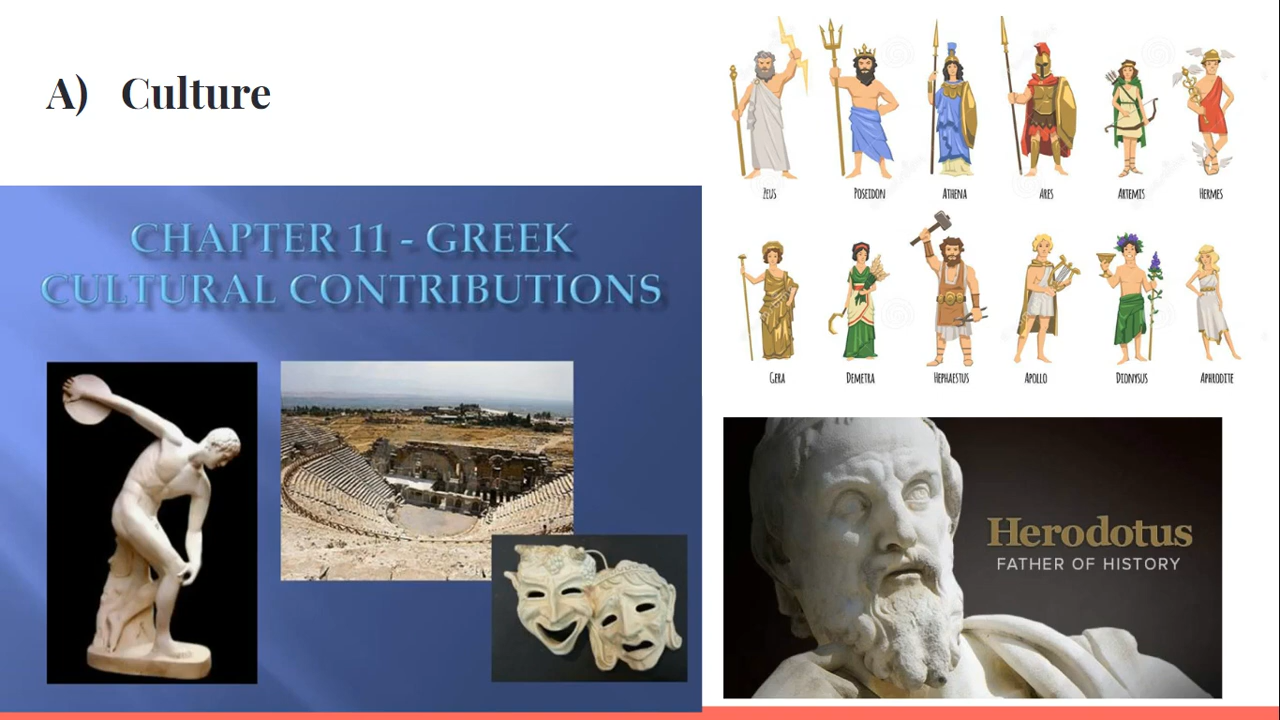 A) Culture
CHAPTER 11 - GREEK
CULTURAL CONTRIBUTIONS
ZEUS POSEIDON ATHENA ARES ARTEMIS HERMES
GERA DEMETRA HEPHAESTUS APOLLO DIONYSUS APHRODITE
Herodotus
FATHER OF HISTORY